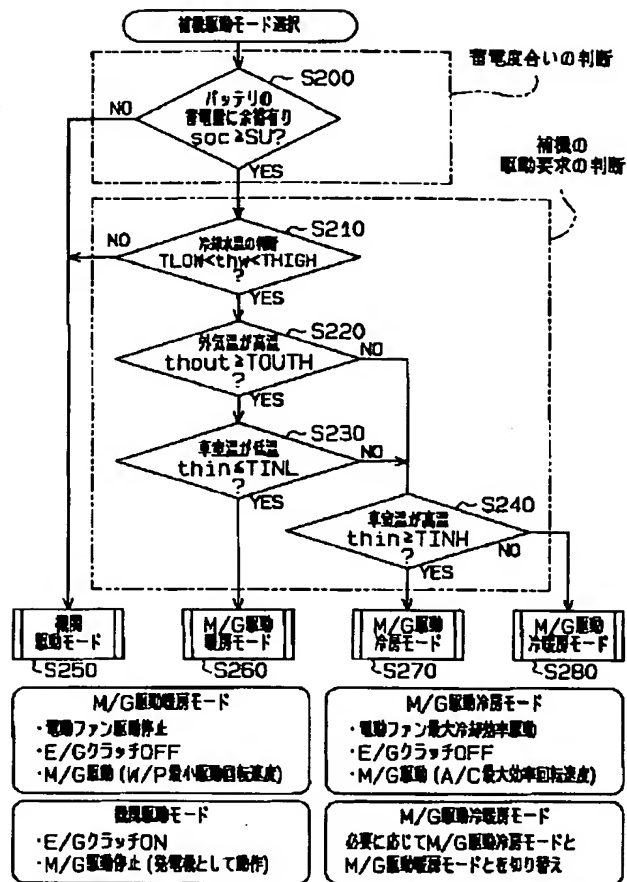 補機駆動モード選択
蓄電度合いの判断
S200
バッテリの
蓄電量に余裕有り
soc≧SU?
NO
YES
補機の
駆動要求の判断
S210
冷却水温の判断
TLOW<thw<THIGH
?
NO
YES
S220
外気温が高温
thout≧TOUTH
?
NO
YES
S230
車室温が低温
thin≦TINL
?
NO
YES
S240
車室温が高温
thin≧TINH
?
NO
YES
機関
駆動モード
S250
M/G駆動
暖房モード
S260
M/G駆動
冷房モード
S270
M/G駆動
冷暖房モード
S280
M/G駆動暖房モード
・電動ファン駆動停止
・E/GクラッチOFF
・M/G駆動(W/P最小駆動回転速度)
M/G駆動冷房モード
・電動ファン最大冷却効率駆動
・E/GクラッチOFF
・M/G駆動(A/C最大効率回転速度)
機関駆動モード
・E/GクラッチON
・M/G駆動停止(発電機として動作)
M/G駆動冷暖房モード
必要に応じてM/G駆動冷房モードと
M/G駆動暖房モードとを切り替え